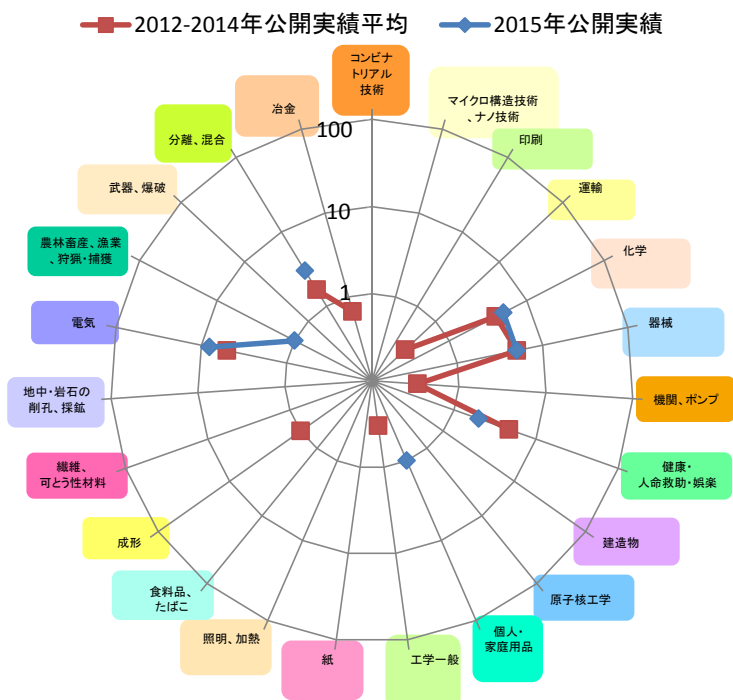 2012-2014年公開実績平均 2015年公開実績
コンビナ
トリアル
技術
マイクロ構造技術
、ナノ技術
印刷
運輸
化学
器械
機関、ポンプ
健康・
人命救助・娯楽
建造物
原子核工学
個人・
家庭用品
工学一般
紙
照明、加熱
食料品、
たばこ
成形
繊維、
可とう性材料
地中・岩石の
削孔、採鉱
電気
農林畜産、漁業
、狩猟・捕獲
武器、爆破
分離、混合
冶金
100
10
1